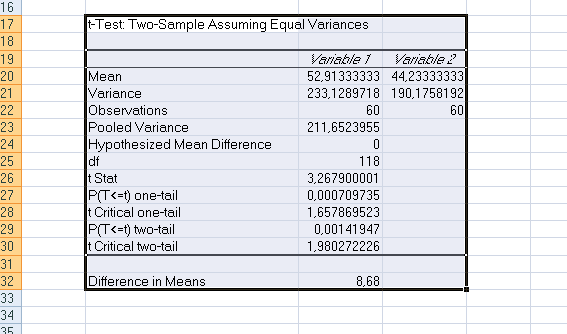 16
17 t-Test: Two-Sample Assuming Equal Variances
18
19 Variable 1 Variable 2
20 Mean 52,91333333 44,23333333
21 Variance 233,1289718 190,1758192
22 Observations 60 60
23 Pooled Variance 211,6523955
24 Hypothesized Mean Difference 0
25 df 118
26 t Stat 3,267900001
27 P(T<=t) one-tail 0,000709735
28 t Critical one-tail 1,657869523
29 P(T<=t) two-tail 0,00141947
30 t Critical two-tail 1,980272226
31
32 Difference in Means 8,68
33
34
35